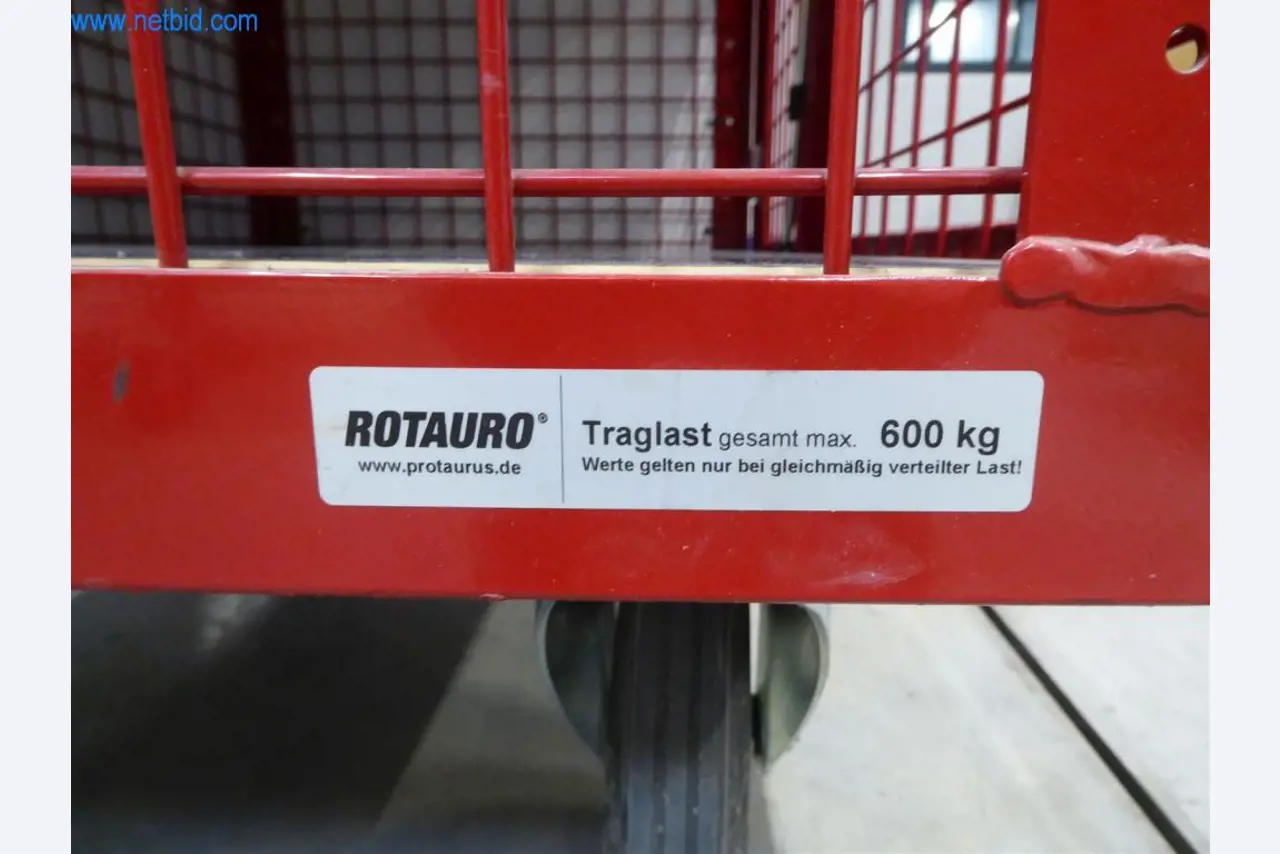 www.netbid.com
ROTAURO®
www.protaurus.de
Traglast gesamt max. 600 kg
Werte gelten nur bei gleichmäßig verteilter Last!